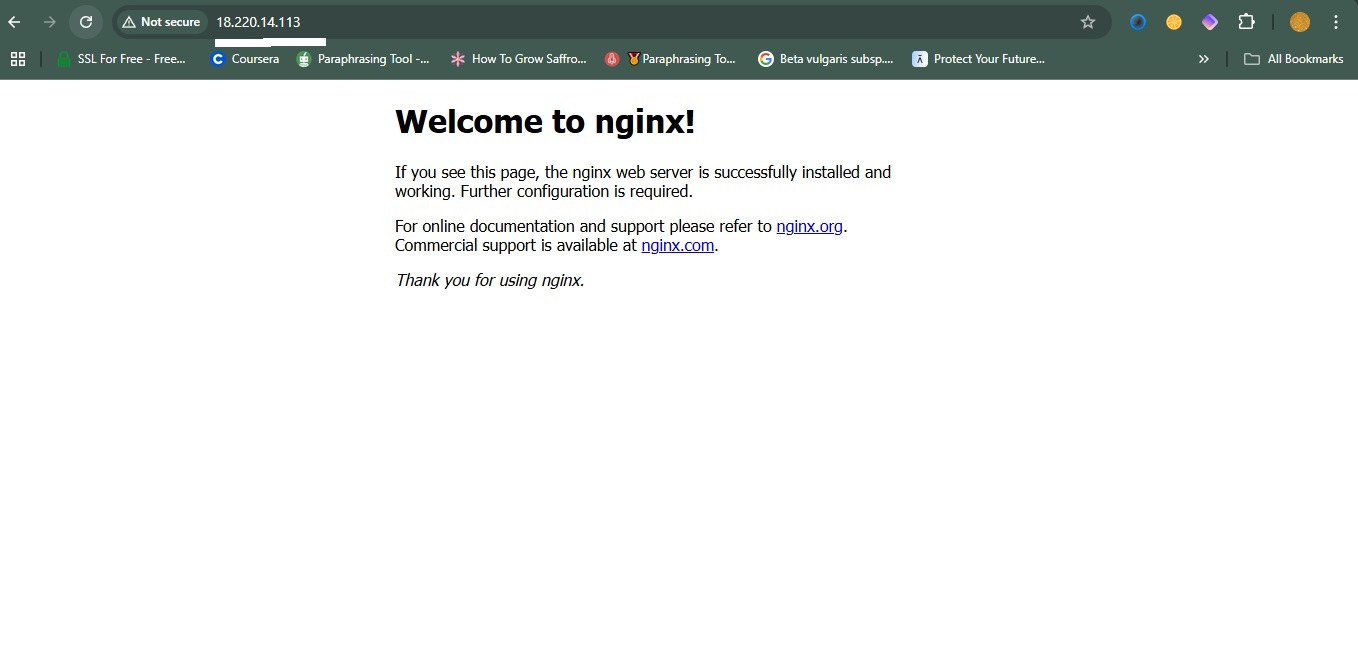 Not secure 18.220.14.113
SSL For Free - Free... Coursera Paraphrasing Tool -... How To Grow Saffro... Paraphrasing To... Beta vulgaris subsp.... Protect Your Future... » All Bookmarks
Welcome to nginx!
If you see this page, the nginx web server is successfully installed and
working. Further configuration is required.
For online documentation and support please refer to nginx.org.
Commercial support is available at nginx.com.
Thank you for using nginx.